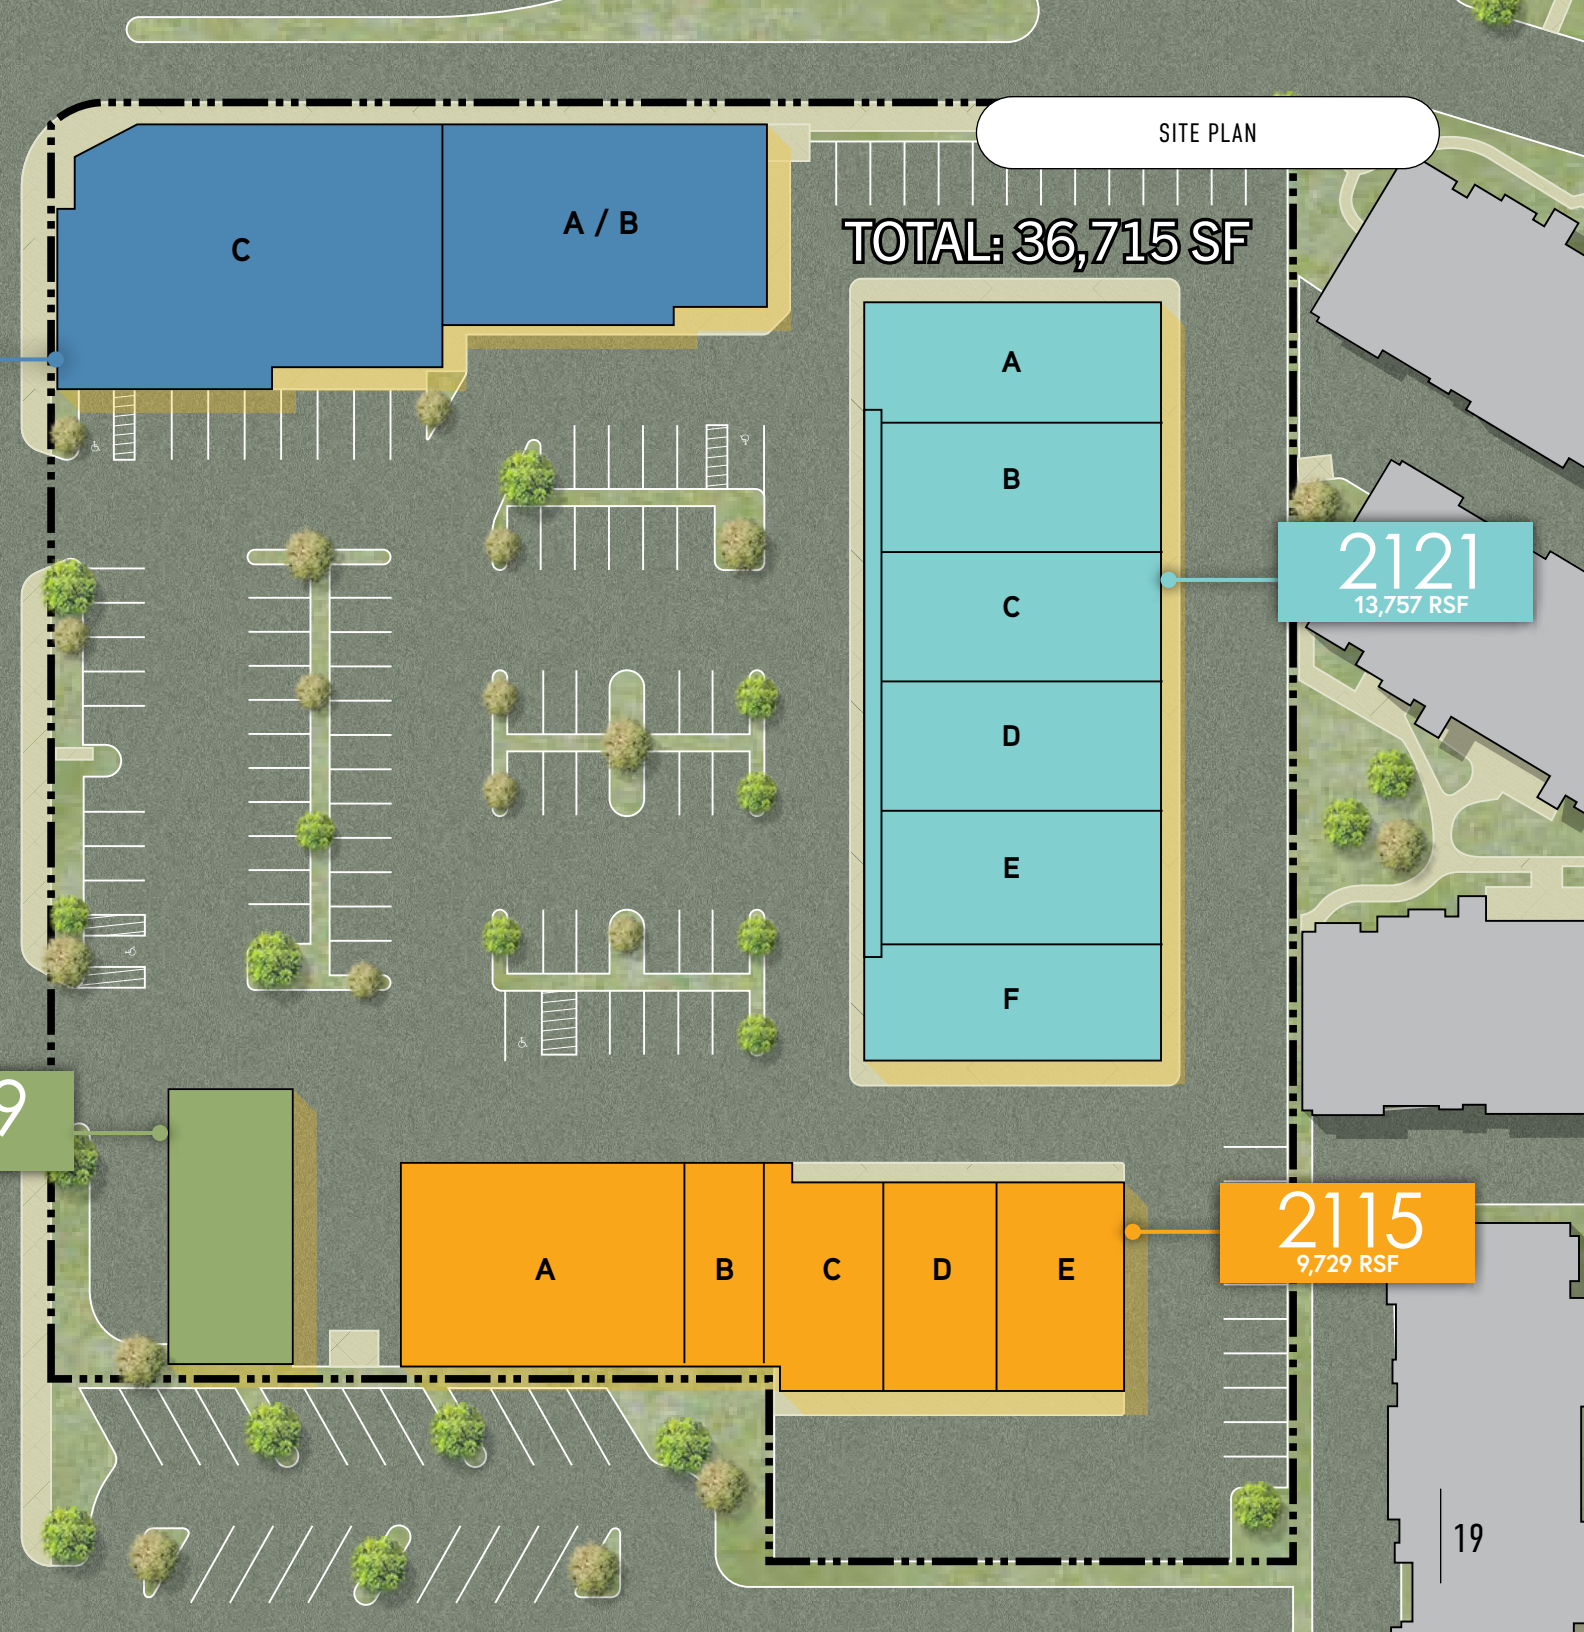 SITE PLAN
C
A / B
TOTAL: 36,715 SF
A
B
C
D
E
F
2121
13,757 RSF
9
A
B
C
D
E
2115
9,729 RSF
19